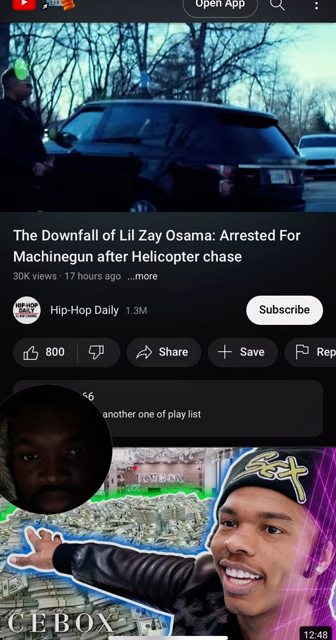 Open App
The Downfall of Lil Zay Osama: Arrested For
Machinegun after Helicopter chase
30K views · 17 hours ago ...more
HIP-HOP
DAILY
Hip-Hop Daily 1.3M
Subscribe
800
Share
Save
Rep
66
another one of play list
ICEBOX
SEX
CEBOX
12:48